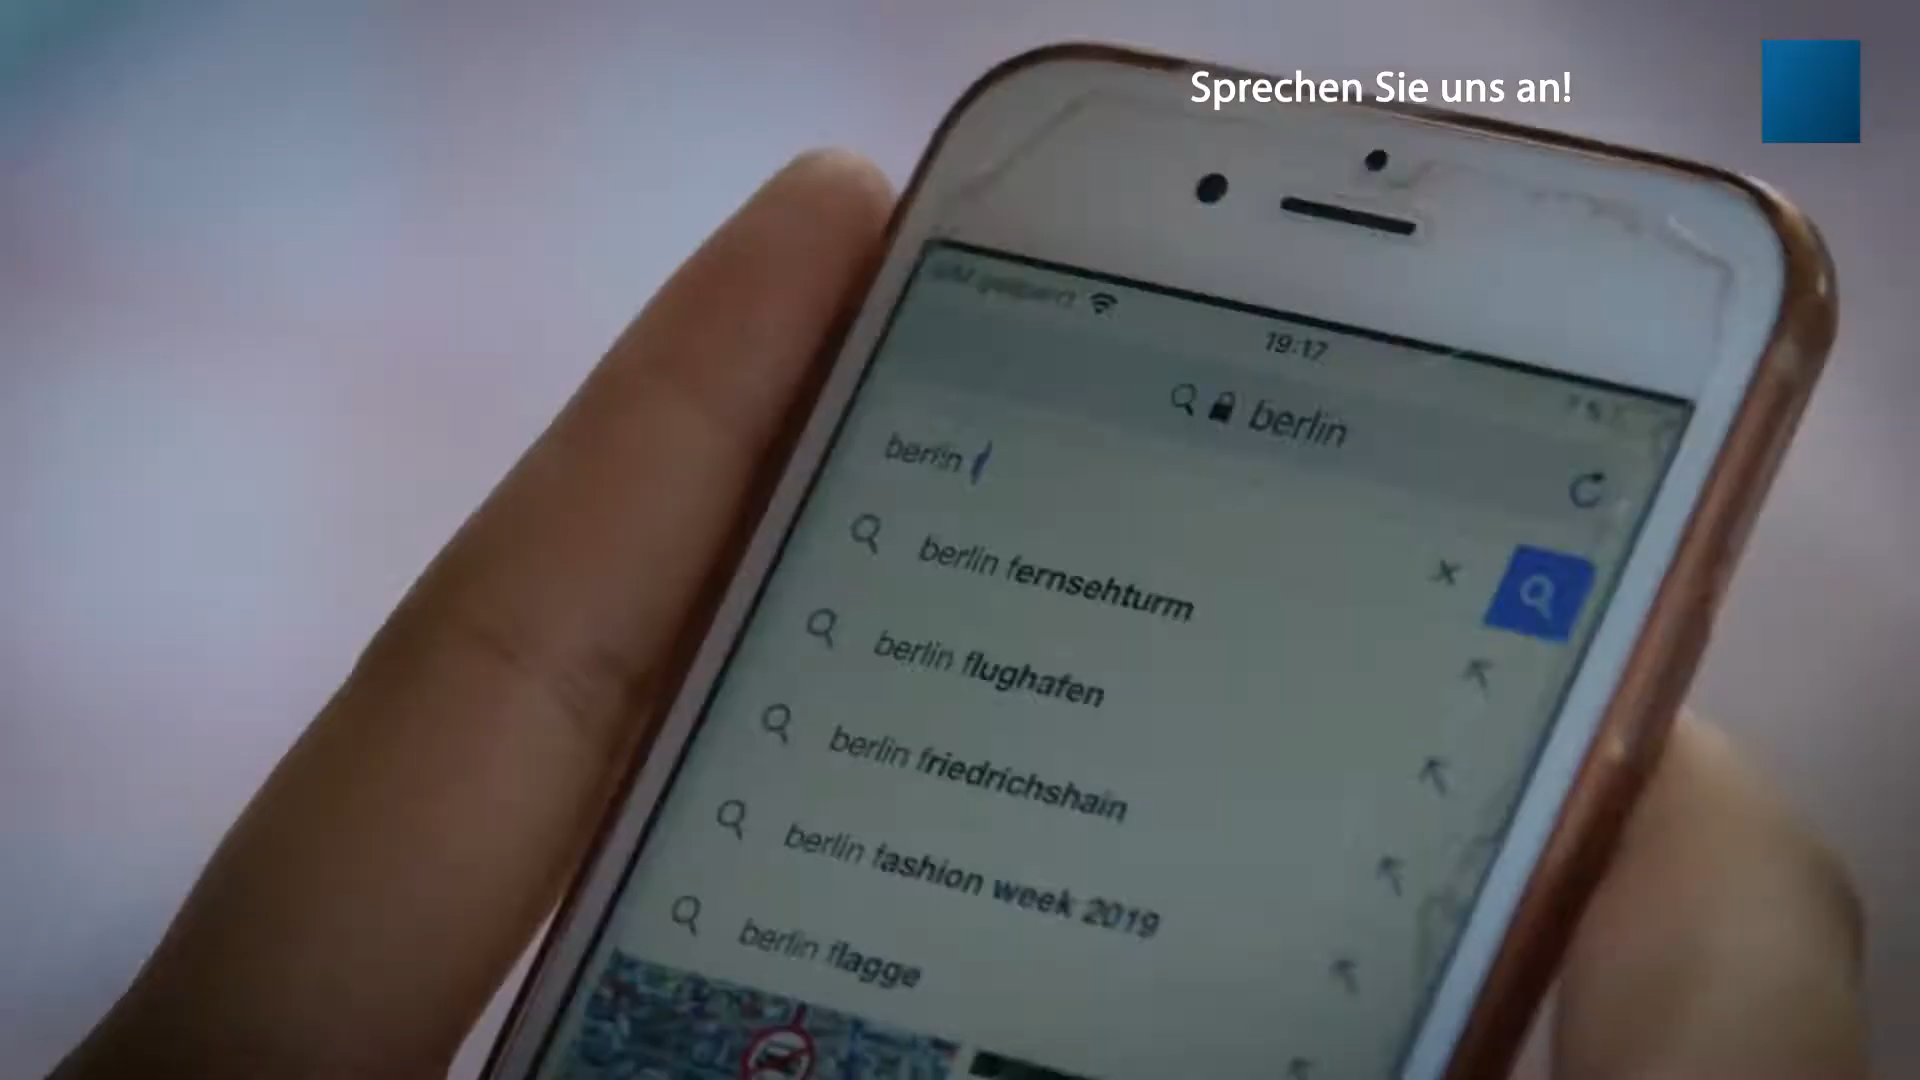 Sprechen Sie uns an!
19:17
berlin
berlin f
berlin fernsehturm
berlin flughafen
berlin friedrichshain
berlin fashion week 2019
berlin flagge